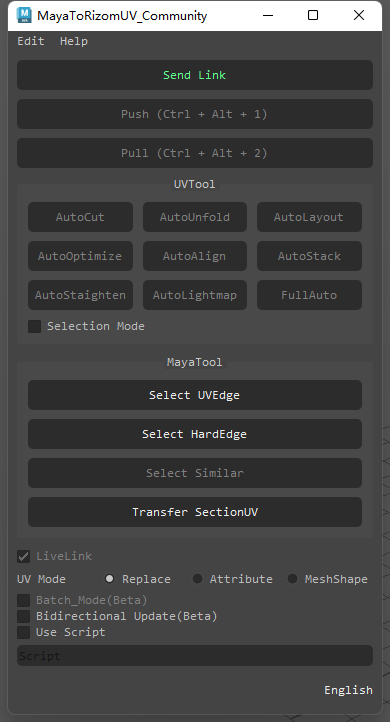 MayaToRizomUV_Community
Edit Help
Send Link
Push (Ctrl + Alt + 1)
Pull (Ctrl + Alt + 2)
UVTool
AutoCut AutoUnfold AutoLayout
AutoOptimize AutoAlign AutoStack
AutoStaighten AutoLightmap FullAuto
Selection Mode
MayaTool
Select UVEdge
Select HardEdge
Select Similar
Transfer SectionUV
LiveLink
UV Mode Replace Attribute MeshShape
Batch_Mode(Beta)
Bidirectional Update(Beta)
Use Script
Script
English